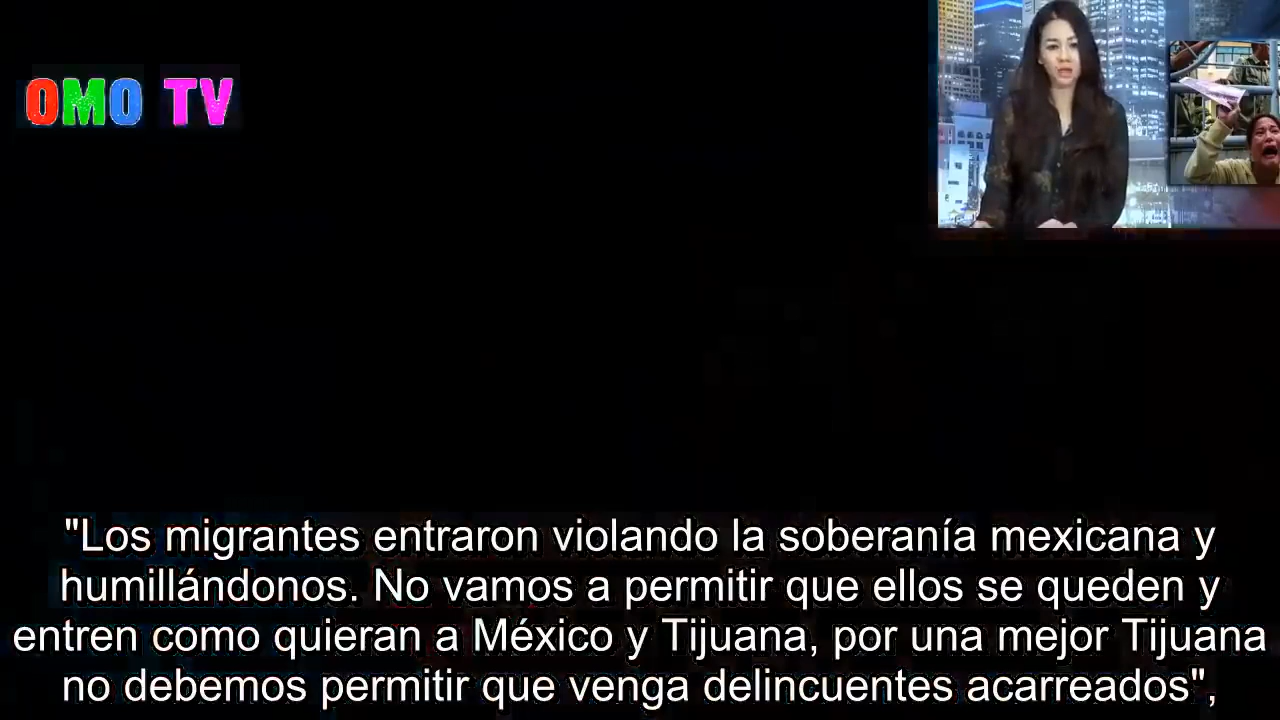 OMO TV
"Los migrantes entraron violando la soberanía mexicana y
humillándonos. No vamos a permitir que ellos se queden y
entren como quieran a México y Tijuana, por una mejor Tijuana
no debemos permitir que venga delincuentes acarreados",